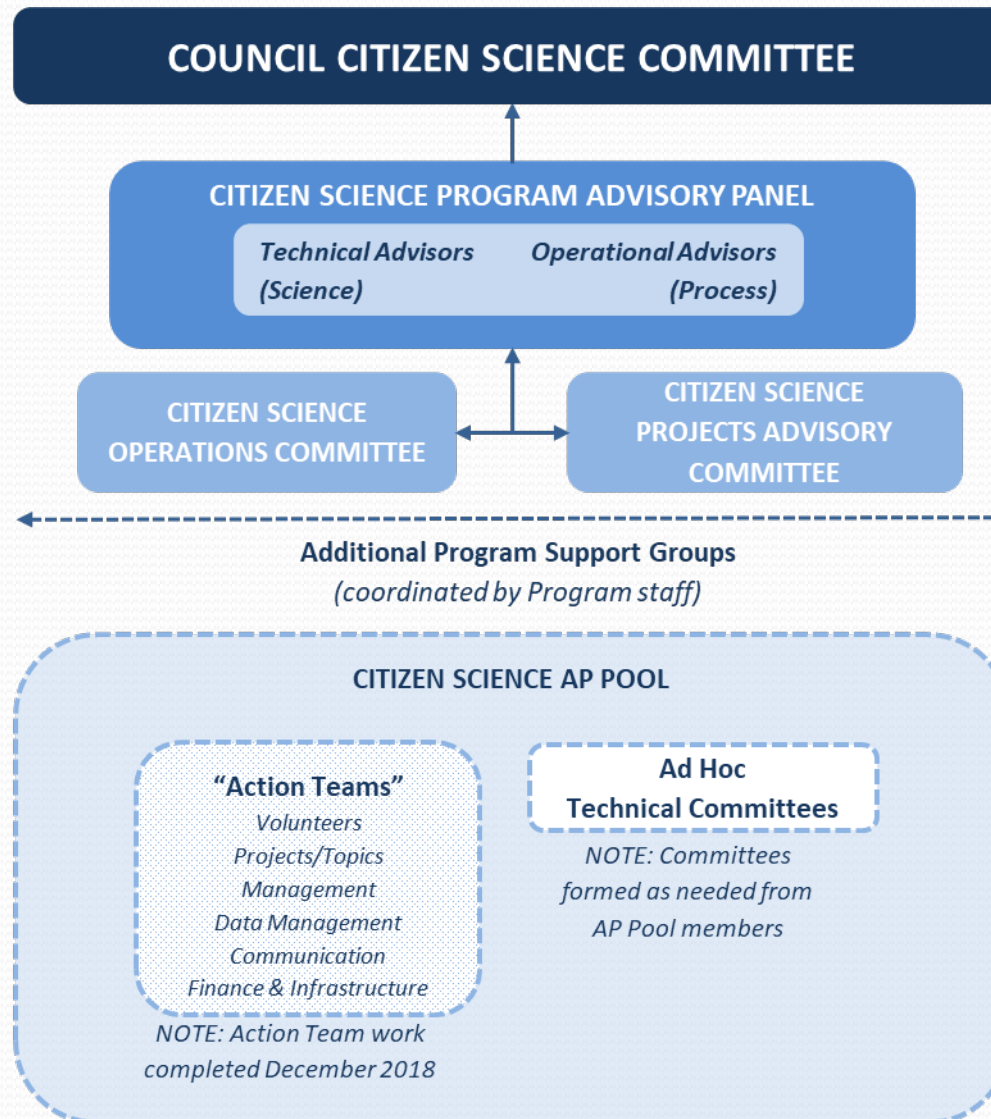 COUNCIL CITIZEN SCIENCE COMMITTEE
CITIZEN SCIENCE PROGRAM ADVISORY PANEL
Technical Advisors
(Science)
Operational Advisors
(Process)
CITIZEN SCIENCE
OPERATIONS COMMITTEE
CITIZEN SCIENCE
PROJECTS ADVISORY
COMMITTEE
Additional Program Support Groups
(coordinated by Program staff)
CITIZEN SCIENCE AP POOL
“Action Teams”
Volunteers
Projects/Topics
Management
Data Management
Communication
Finance & Infrastructure
NOTE: Action Team work
completed December 2018
Ad Hoc
Technical Committees
NOTE: Committees
formed as needed from
AP Pool members